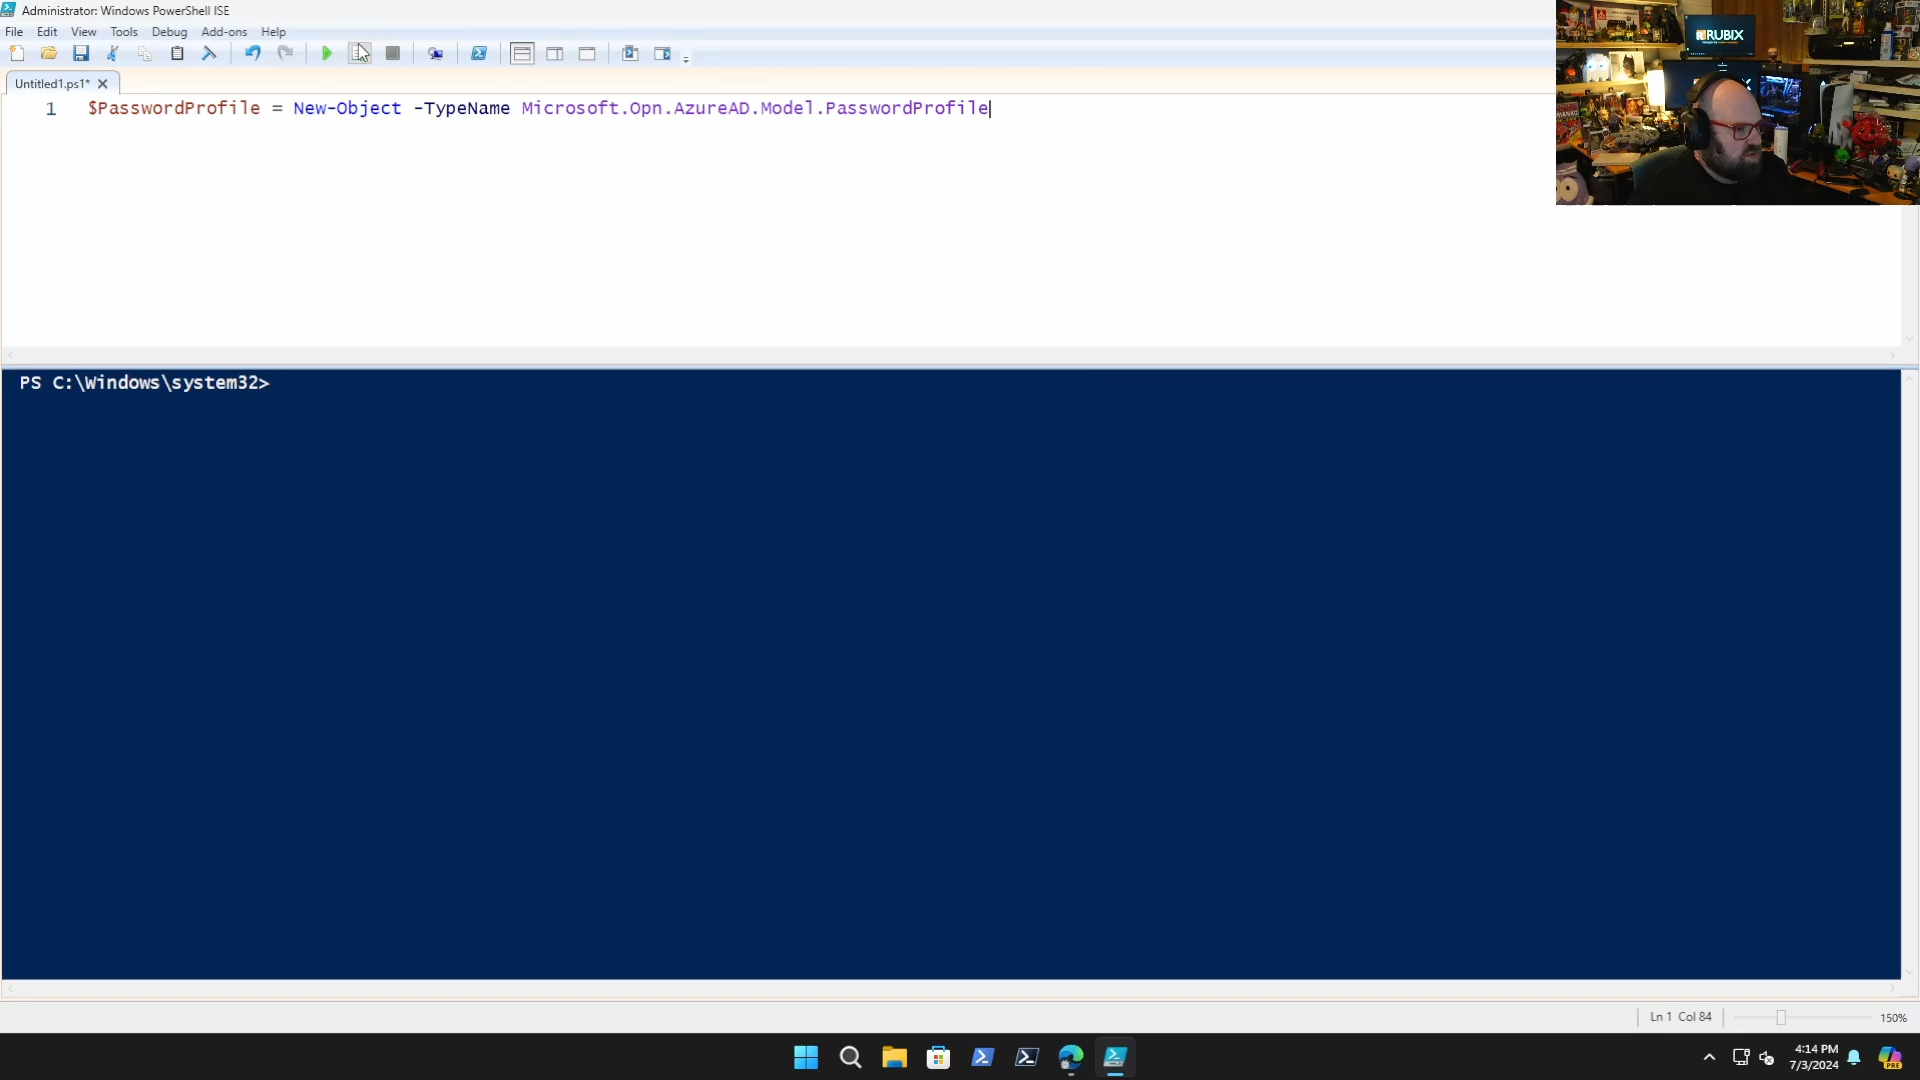 Administrator: Windows PowerShell ISE
File Edit View Tools Debug Add-ons Help
Untitled1.ps1*
1 $PasswordProfile = New-Object -TypeName Microsoft.Opn.AzureAD.Model.PasswordProfile
RUBIX
PS C:\Windows\system32>
Ln 1 Col 84
150%
4:14 PM
7/3/2024
PRE